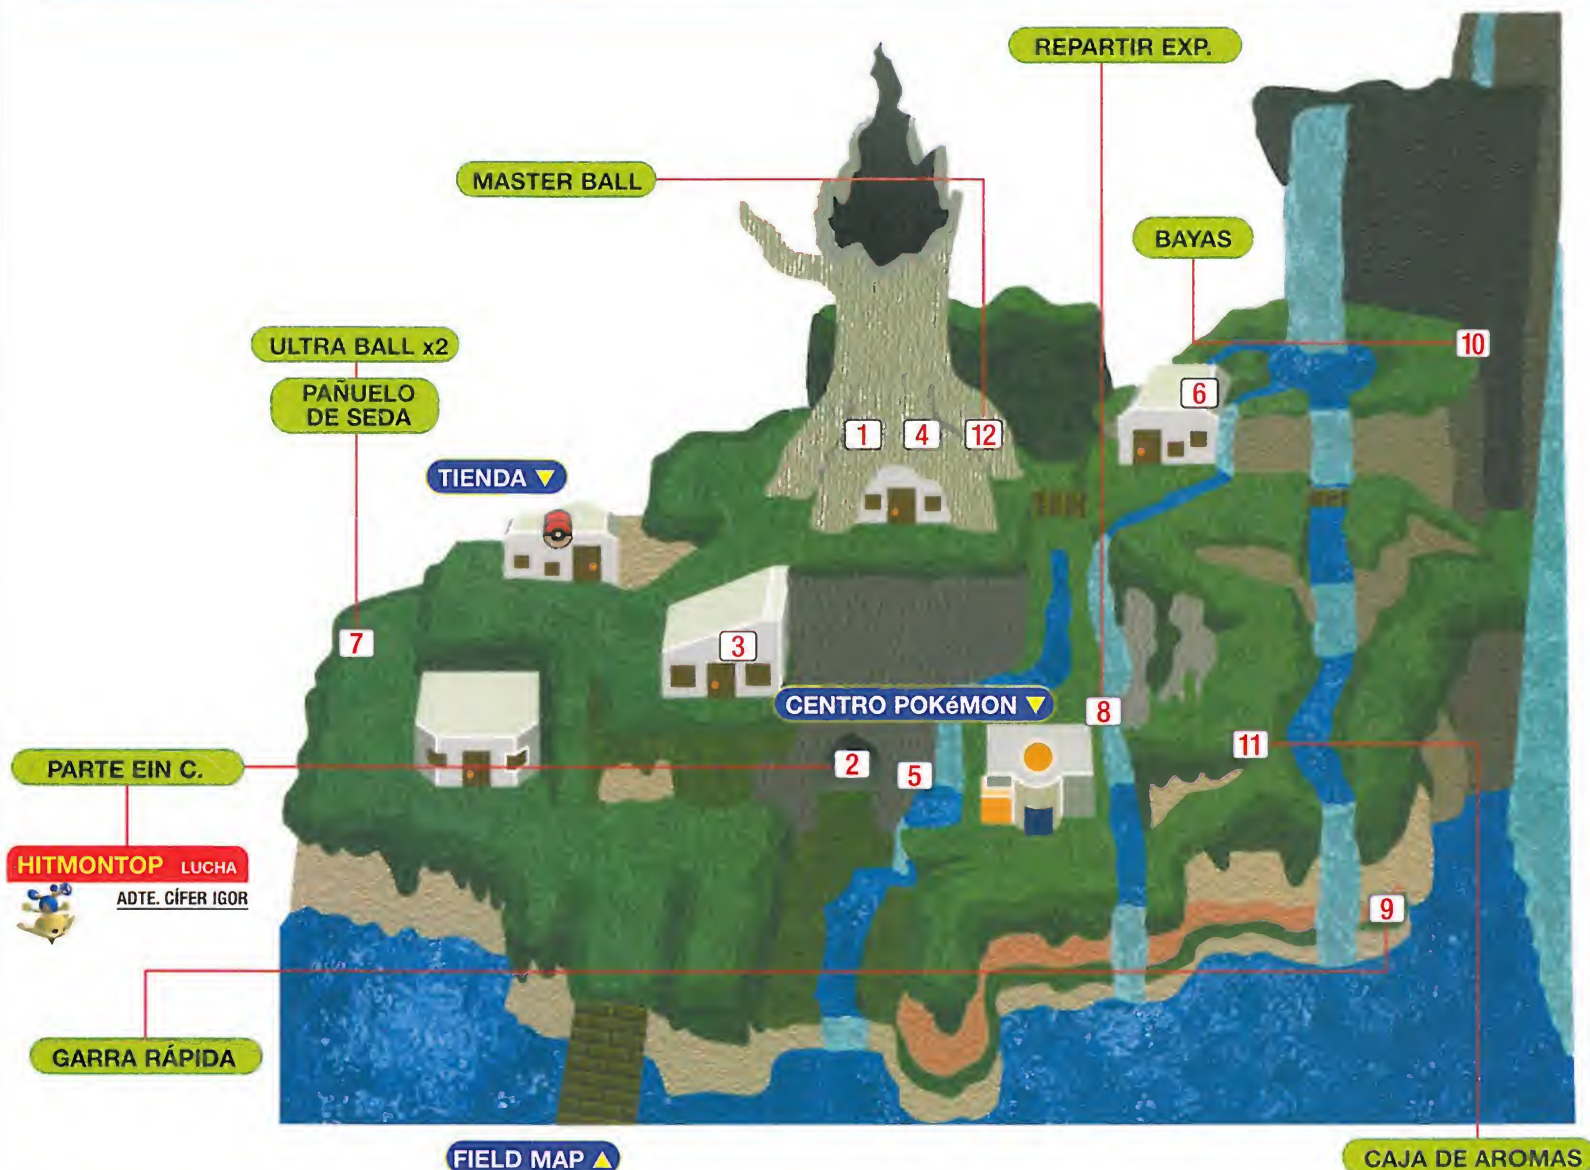 REPARTIR EXP.
MASTER BALL
BAYAS
ULTRA BALL x2
10
PAÑUELO
DE SEDA
6
1 4 12
TIENDA ▼
7
3
CENTRO POKéMON ▼
8
11
PARTE EIN C.
2
5
HITMONTOP LUCHA
ADTE. CÍFER IGOR
9
GARRA RÁPIDA
FIELD MAP ▲
CAJA DE AROMAS